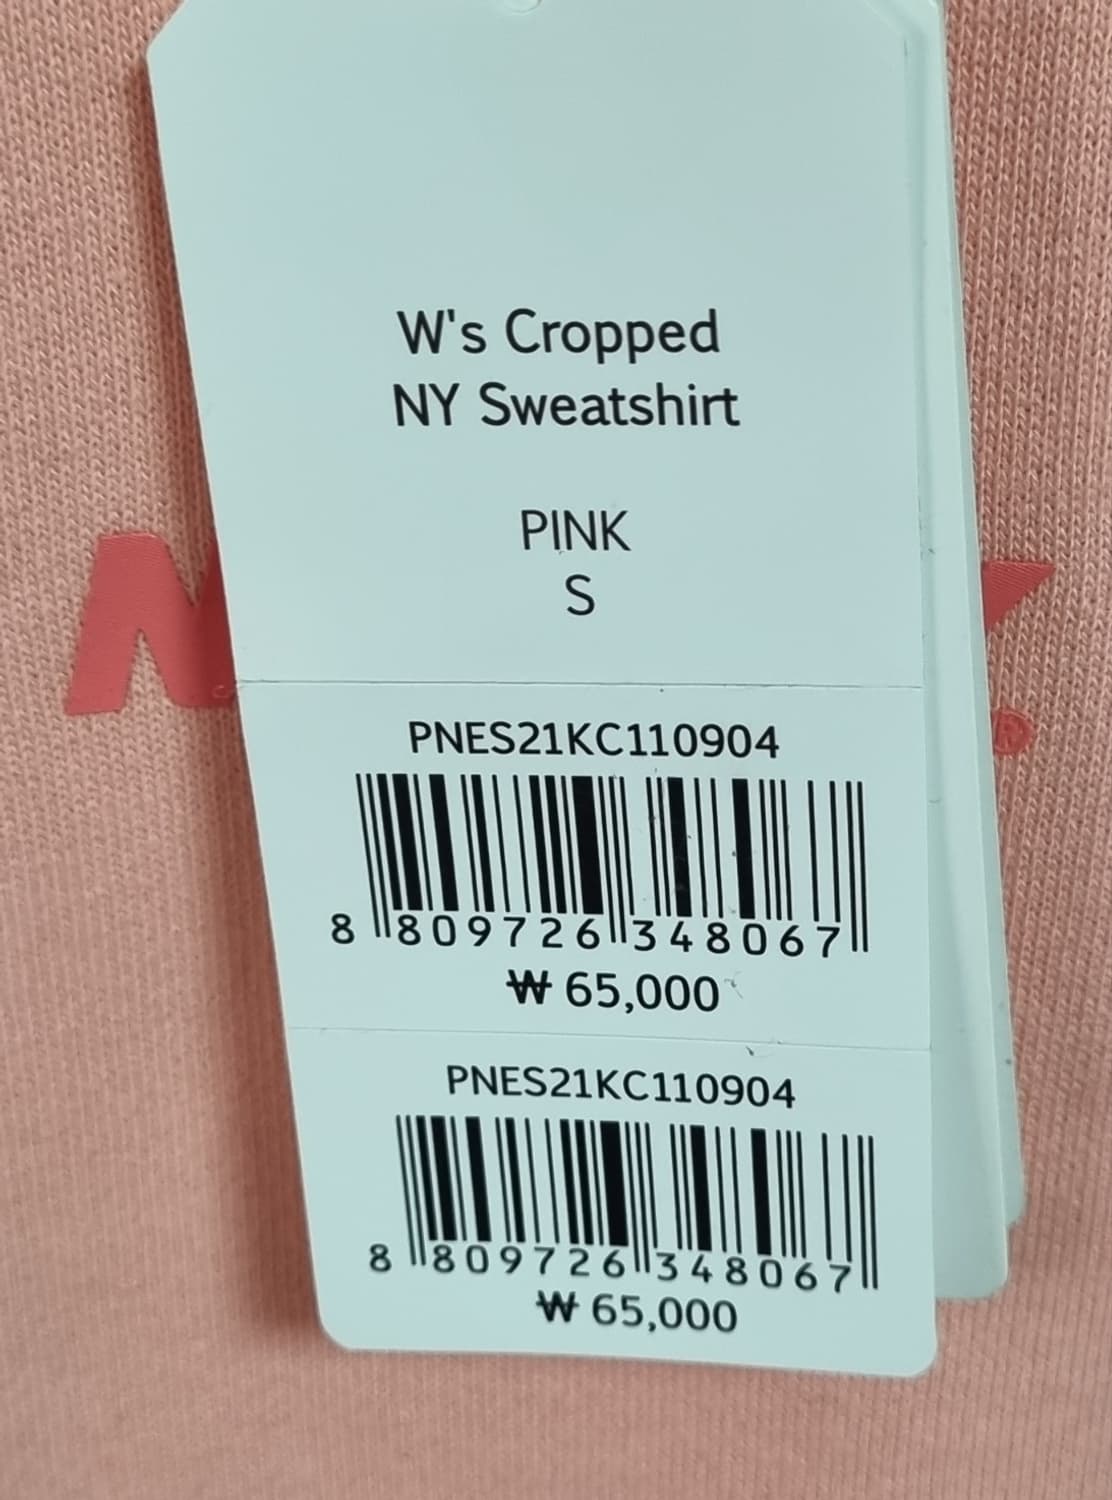 W's Cropped
NY Sweatshirt
PINK
S
PNES21KC110904
8 809726 348067
₩ 65,000
PNES21KC110904
8 809726 348067
₩ 65,000
®